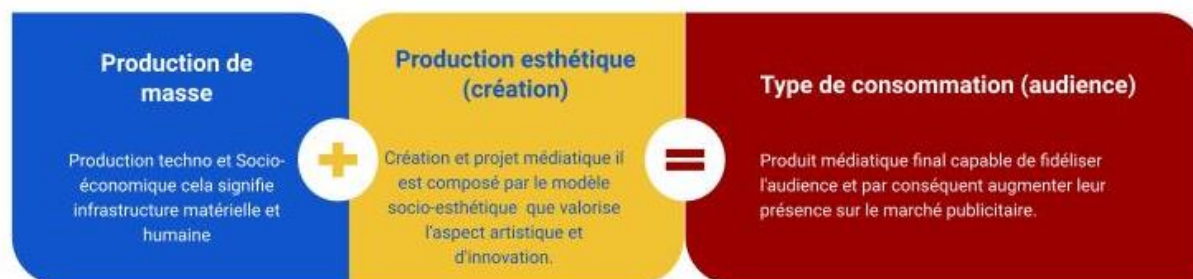 Production de
masse
Production techno et Socio-
économique cela signifie
infrastructure matérielle et
humaine
+
Production esthétique
(création)
Création et projet médiatique il
est composé par le modèle
socio-esthétique que valorise
l'aspect artistique et
d'innovation.
=
Type de consommation (audience)
Produit médiatique final capable de fidéliser
l'audience et par conséquent augmenter leur
présence sur le marché publicitaire.